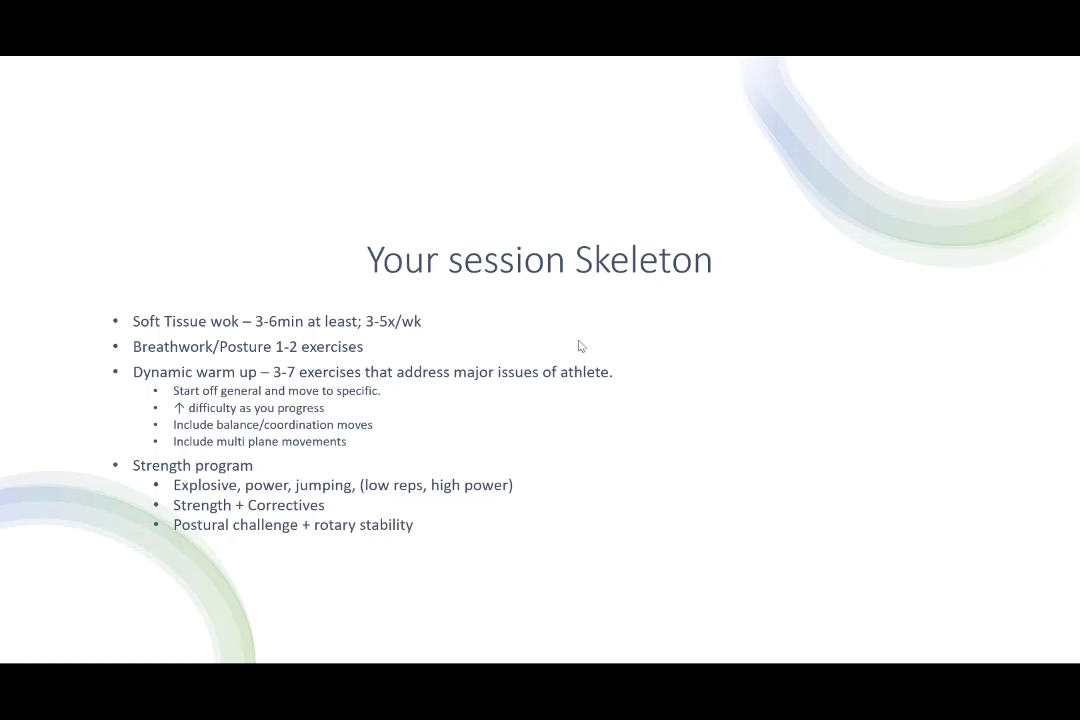 Your session Skeleton
• Soft Tissue wok – 3-6min at least; 3-5x/wk
• Breathwork/Posture 1-2 exercises
• Dynamic warm up – 3-7 exercises that address major issues of athlete.
• Start off general and move to specific.
• ↑ difficulty as you progress
• Include balance/coordination moves
• Include multi plane movements
• Strength program
• Explosive, power, jumping, (low reps, high power)
• Strength + Correctives
• Postural challenge + rotary stability